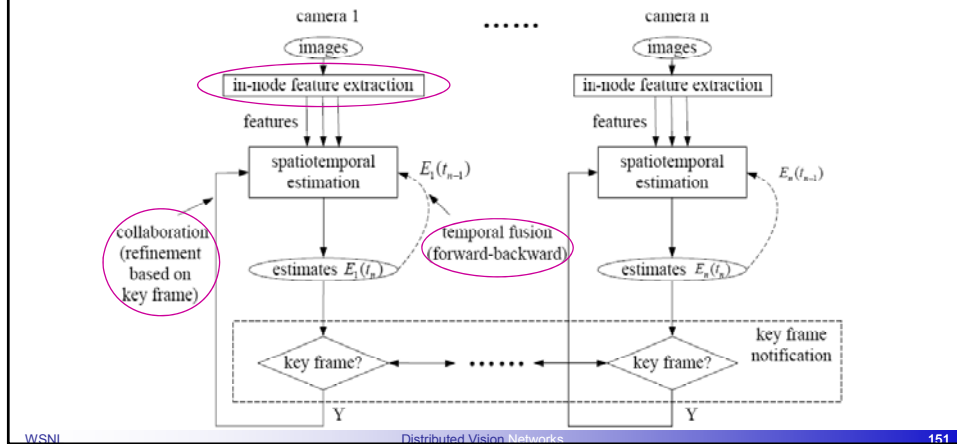 camera 1
......
camera n
images
images
in-node feature extraction
in-node feature extraction
features
features
spatiotemporal
estimation
E₁(tₙ₋₁)
spatiotemporal
estimation
Eₙ(tₙ₋₁)
collaboration
(refinement
based on
key frame)
temporal fusion
(forward-backward)
estimates E₁(tₙ)
estimates Eₙ(tₙ)
key frame
notification
key frame?
......
key frame?
Y
Y
WSNL
Distributed Vision Networks
151